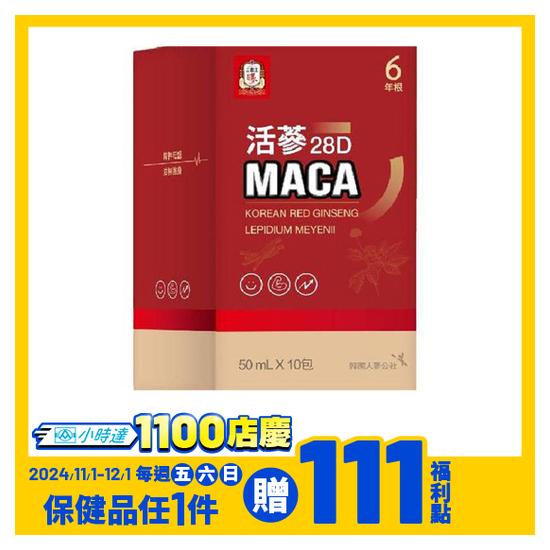 6
年根
活蔘28D
MACA
KOREAN RED GINSENG
LEPIDIUM MEYENII
50 mL X 10包
韓國人蔘公社
小時達
1100店慶
2024/11/1-12/1 每週五六日
保健品任1件
贈
111
福利點